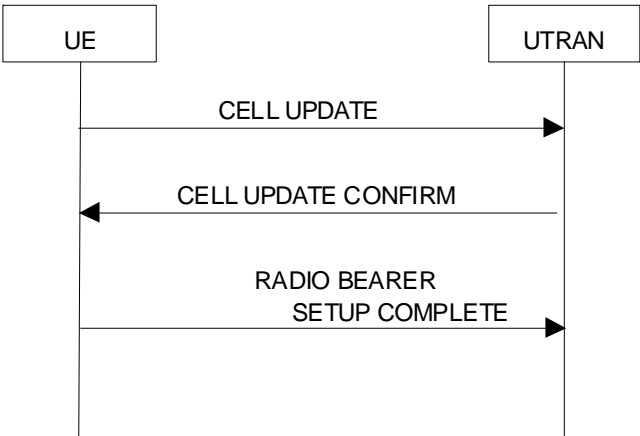 UE
UTRAN
CELL UPDATE
CELL UPDATE CONFIRM
RADIO BEARER
SETUP COMPLETE